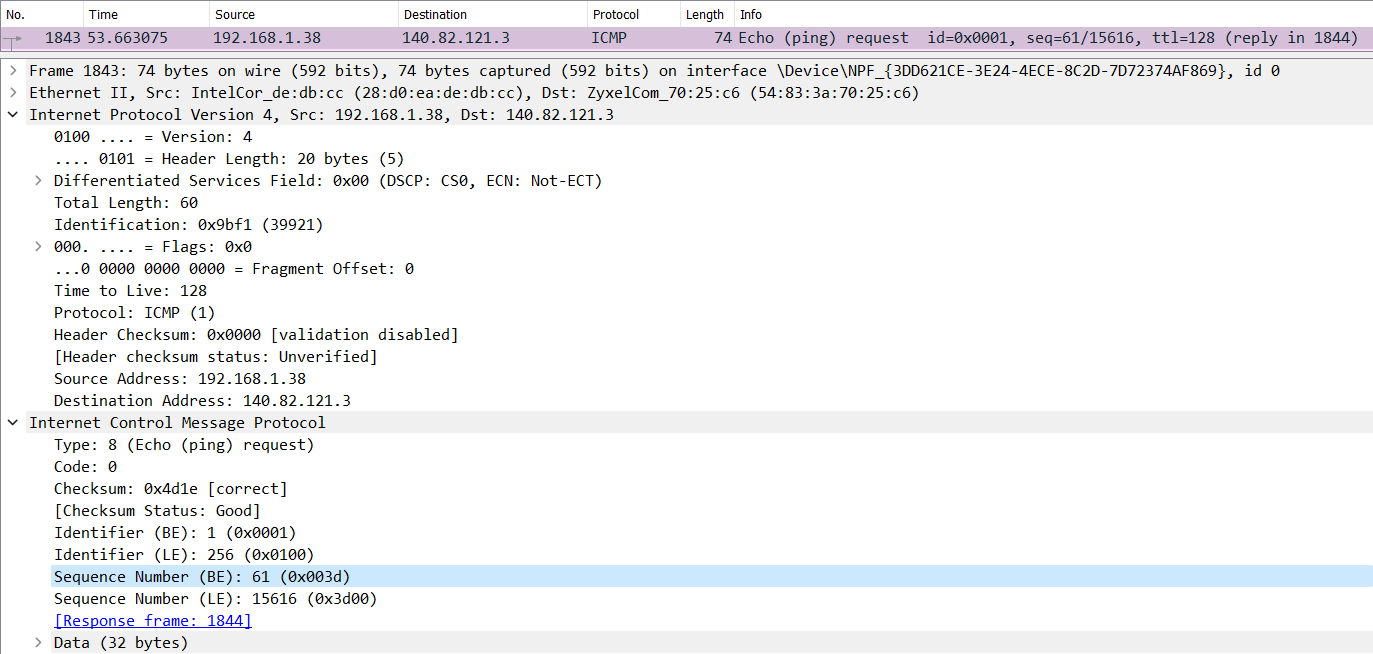 No. Time Source Destination Protocol Length Info
1843 53.663075 192.168.1.38 140.82.121.3 ICMP 74 Echo (ping) request id=0x0001, seq=61/15616, ttl=128 (reply in 1844)
Frame 1843: 74 bytes on wire (592 bits), 74 bytes captured (592 bits) on interface \Device\NPF_{3DD621CE-3E24-4ECE-8C2D-7D72374AF869}, id 0
Ethernet II, Src: IntelCor_de:db:cc (28:d0:ea:de:db:cc), Dst: ZyxelCom_70:25:c6 (54:83:3a:70:25:c6)
Internet Protocol Version 4, Src: 192.168.1.38, Dst: 140.82.121.3
0100 .... = Version: 4
.... 0101 = Header Length: 20 bytes (5)
Differentiated Services Field: 0x00 (DSCP: CS0, ECN: Not-ECT)
Total Length: 60
Identification: 0x9bf1 (39921)
000. .... = Flags: 0x0
...0 0000 0000 0000 = Fragment Offset: 0
Time to Live: 128
Protocol: ICMP (1)
Header Checksum: 0x0000 [validation disabled]
[Header checksum status: Unverified]
Source Address: 192.168.1.38
Destination Address: 140.82.121.3
Internet Control Message Protocol
Type: 8 (Echo (ping) request)
Code: 0
Checksum: 0x4d1e [correct]
[Checksum Status: Good]
Identifier (BE): 1 (0x0001)
Identifier (LE): 256 (0x0100)
Sequence Number (BE): 61 (0x003d)
Sequence Number (LE): 15616 (0x3d00)
[Response frame: 1844]
Data (32 bytes)